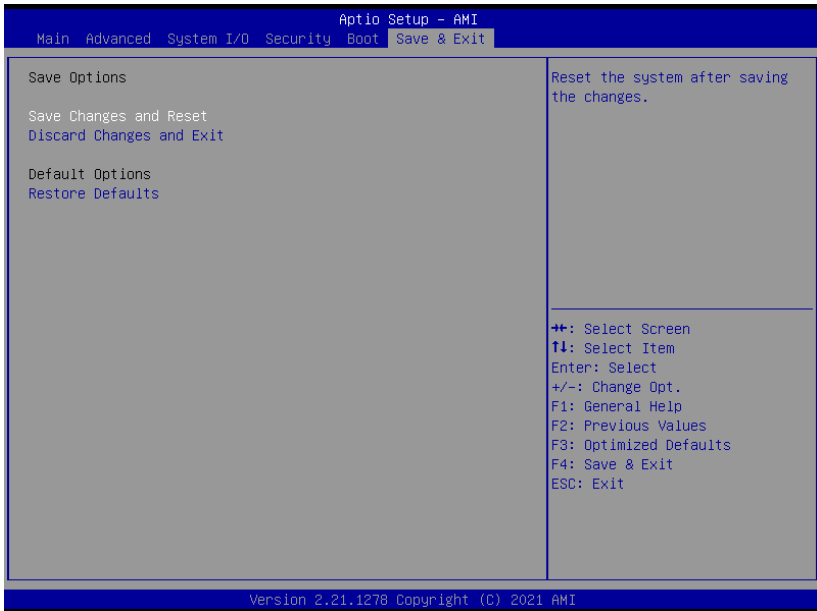 Aptio Setup - AMI
Main Advanced System I/O Security Boot Save & Exit
Save Options
Save Changes and Reset
Discard Changes and Exit
Default Options
Restore Defaults
Reset the system after saving
the changes.
→←: Select Screen
↑↓: Select Item
Enter: Select
+/-: Change Opt.
F1: General Help
F2: Previous Values
F3: Optimized Defaults
F4: Save & Exit
ESC: Exit
Version 2.21.1278 Copyright (C) 2021 AMI